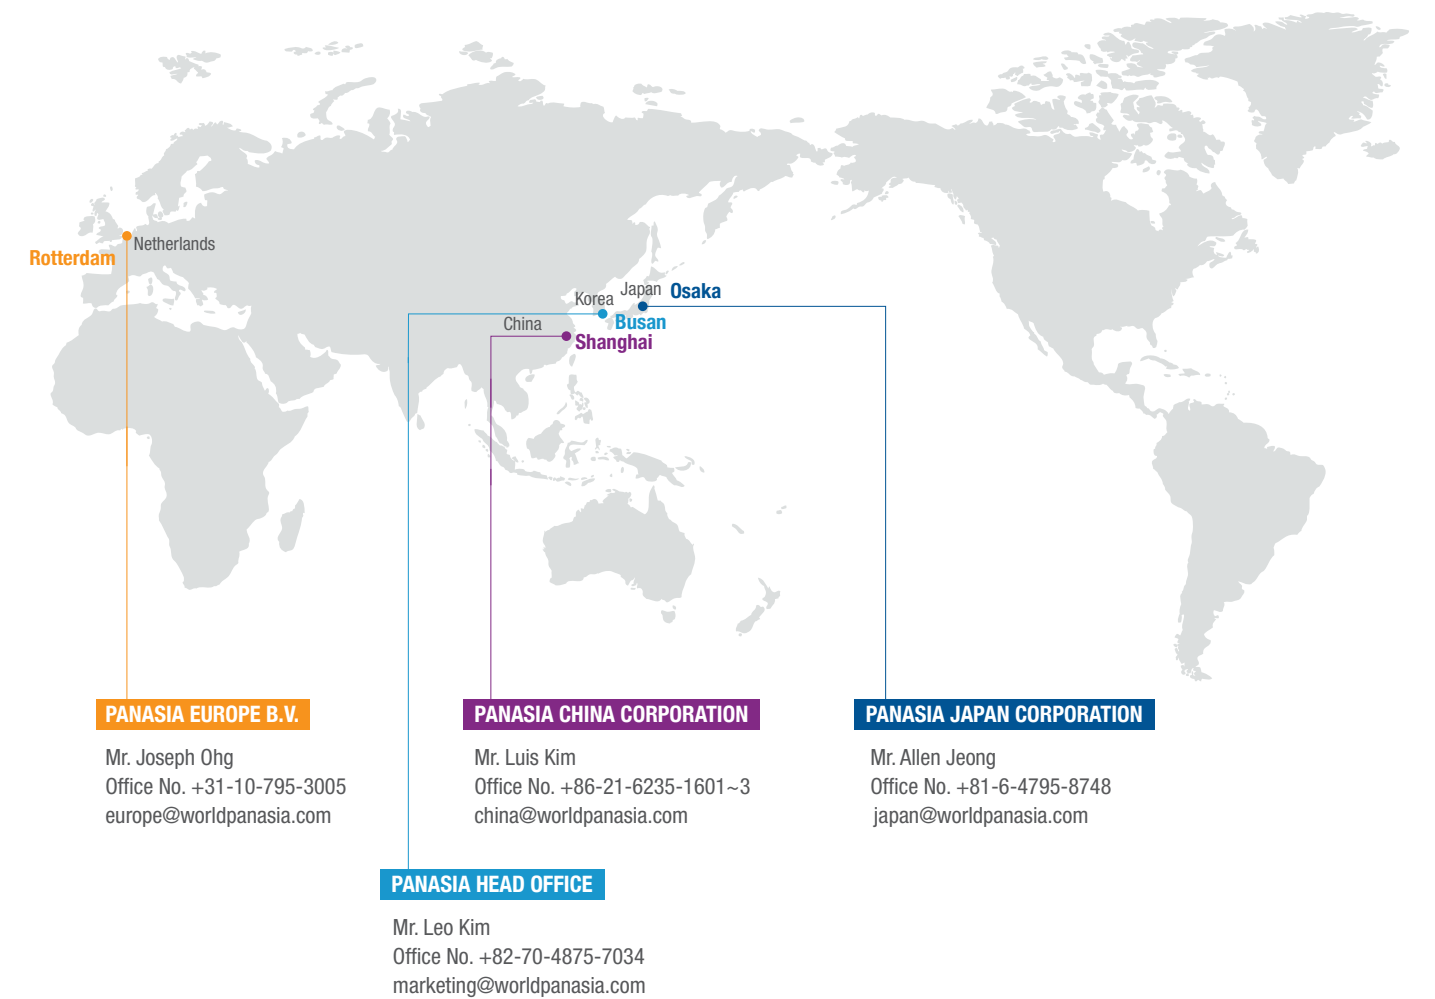 Netherlands
Rotterdam
Japan
Osaka
Korea
Busan
China
Shanghai
PANASIA EUROPE B.V.
Mr. Joseph Ohg
Office No. +31-10-795-3005
europe@worldpanasia.com
PANASIA CHINA CORPORATION
Mr. Luis Kim
Office No. +86-21-6235-1601~3
china@worldpanasia.com
PANASIA JAPAN CORPORATION
Mr. Allen Jeong
Office No. +81-6-4795-8748
japan@worldpanasia.com
PANASIA HEAD OFFICE
Mr. Leo Kim
Office No. +82-70-4875-7034
marketing@worldpanasia.com